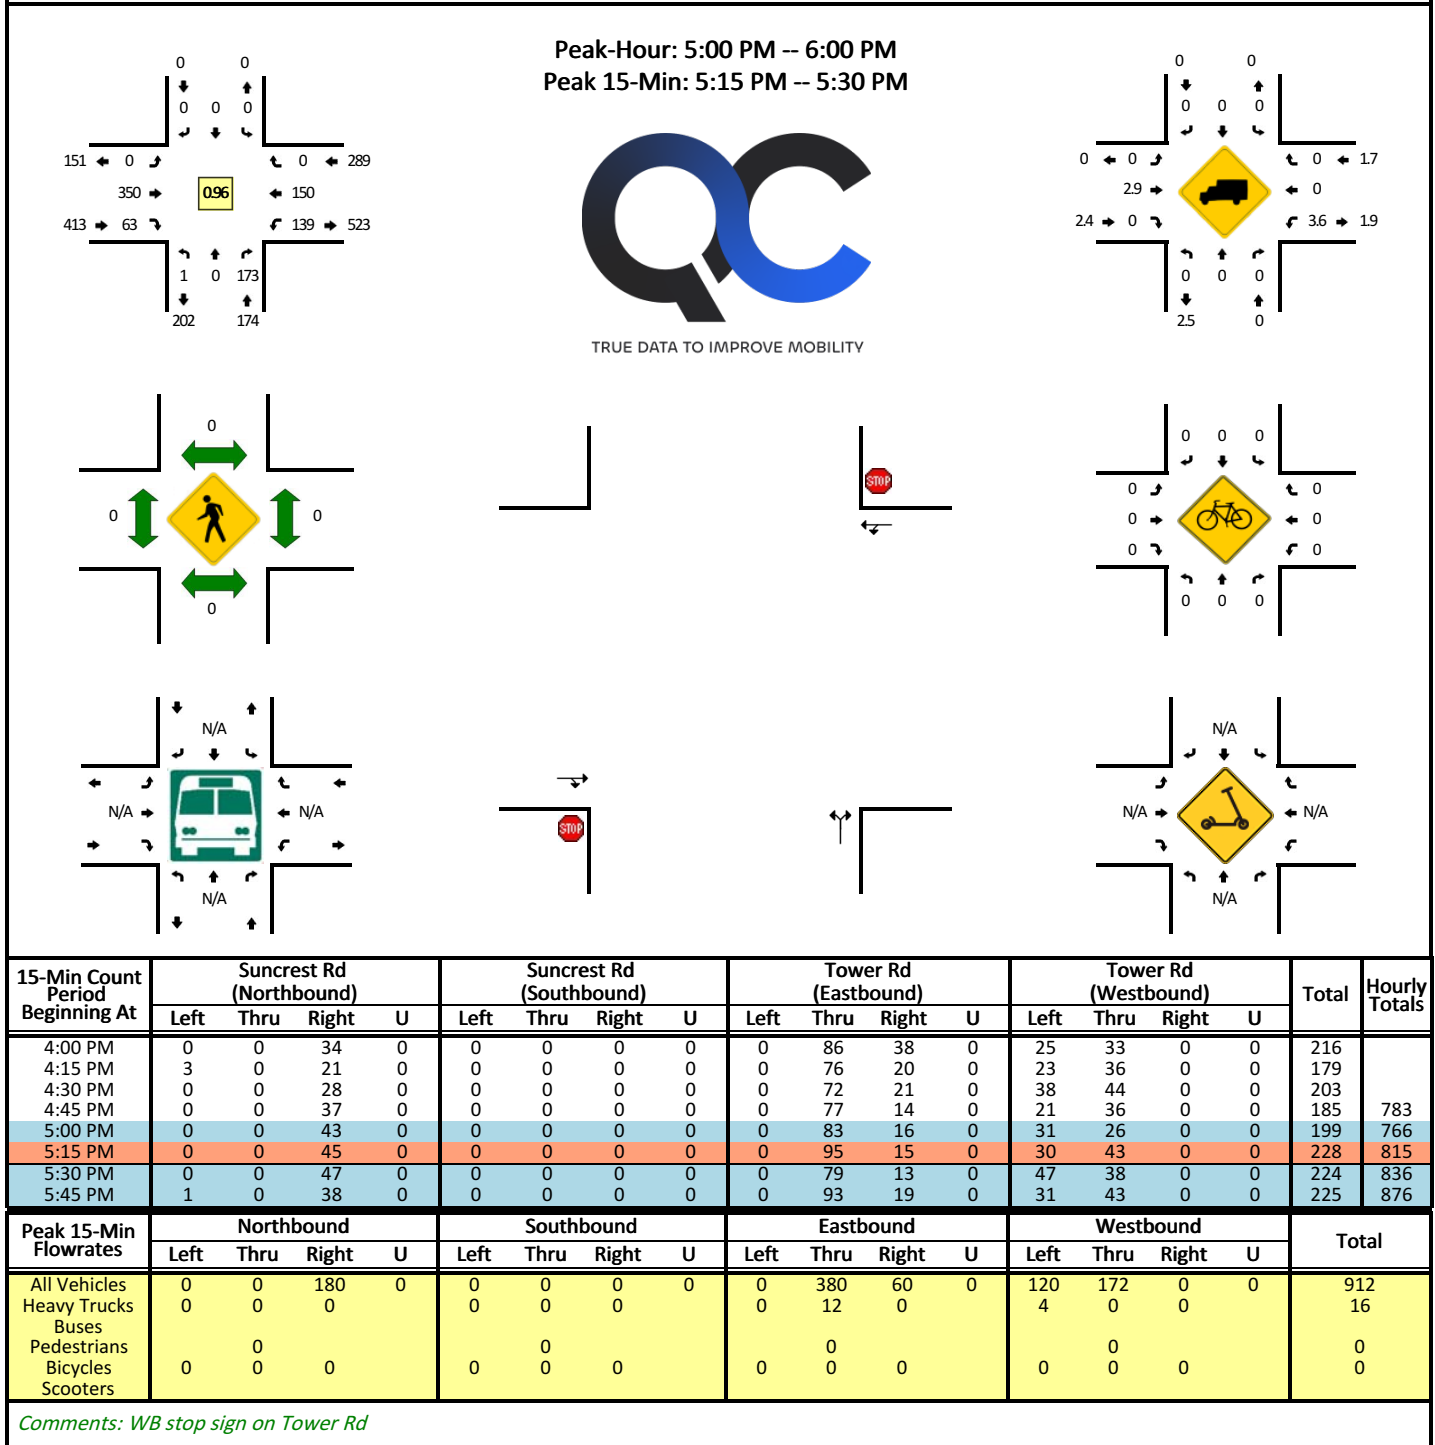 Peak-Hour: 5:00 PM -- 6:00 PM
Peak 15-Min: 5:15 PM -- 5:30 PM
0 0
0 0 0
151 0 0 289
350 0.96 150
413 63 139 523
1 0 173
202 174
QC
TRUE DATA TO IMPROVE MOBILITY
0 0
0 0 0
0 0 0 1.7
2.9 0
2.4 0 3.6 1.9
0 0 0
2.5 0
0
0 0
0
STOP
0 0 0
0 0
0 0
0 0
0 0 0
N/A
N/A N/A
N/A
STOP
N/A
N/A N/A
N/A
15-Min Count Period Beginning At Suncrest Rd (Northbound) Suncrest Rd (Southbound) Tower Rd (Eastbound) Tower Rd (Westbound) Total Hourly Totals
Left Thru Right U Left Thru Right U Left Thru Right U Left Thru Right U
4:00 PM 0 0 34 0 0 0 0 0 0 86 38 0 25 33 0 0 216
4:15 PM 3 0 21 0 0 0 0 0 0 76 20 0 23 36 0 0 179
4:30 PM 0 0 28 0 0 0 0 0 0 72 21 0 38 44 0 0 203
4:45 PM 0 0 37 0 0 0 0 0 0 77 14 0 21 36 0 0 185 783
5:00 PM 0 0 43 0 0 0 0 0 0 83 16 0 31 26 0 0 199 766
5:15 PM 0 0 45 0 0 0 0 0 0 95 15 0 30 43 0 0 228 815
5:30 PM 0 0 47 0 0 0 0 0 0 79 13 0 47 38 0 0 224 836
5:45 PM 1 0 38 0 0 0 0 0 0 93 19 0 31 43 0 0 225 876
Peak 15-Min Flowrates Northbound Southbound Eastbound Westbound Total
Left Thru Right U Left Thru Right U Left Thru Right U Left Thru Right U
All Vehicles 0 0 180 0 0 0 0 0 0 380 60 0 120 172 0 0 912
Heavy Trucks 0 0 0 0 0 0 0 12 0 4 0 0 16
Buses
Pedestrians 0 0 0 0 0
Bicycles 0 0 0 0 0 0 0 0 0 0 0 0 0
Scooters
Comments: WB stop sign on Tower Rd